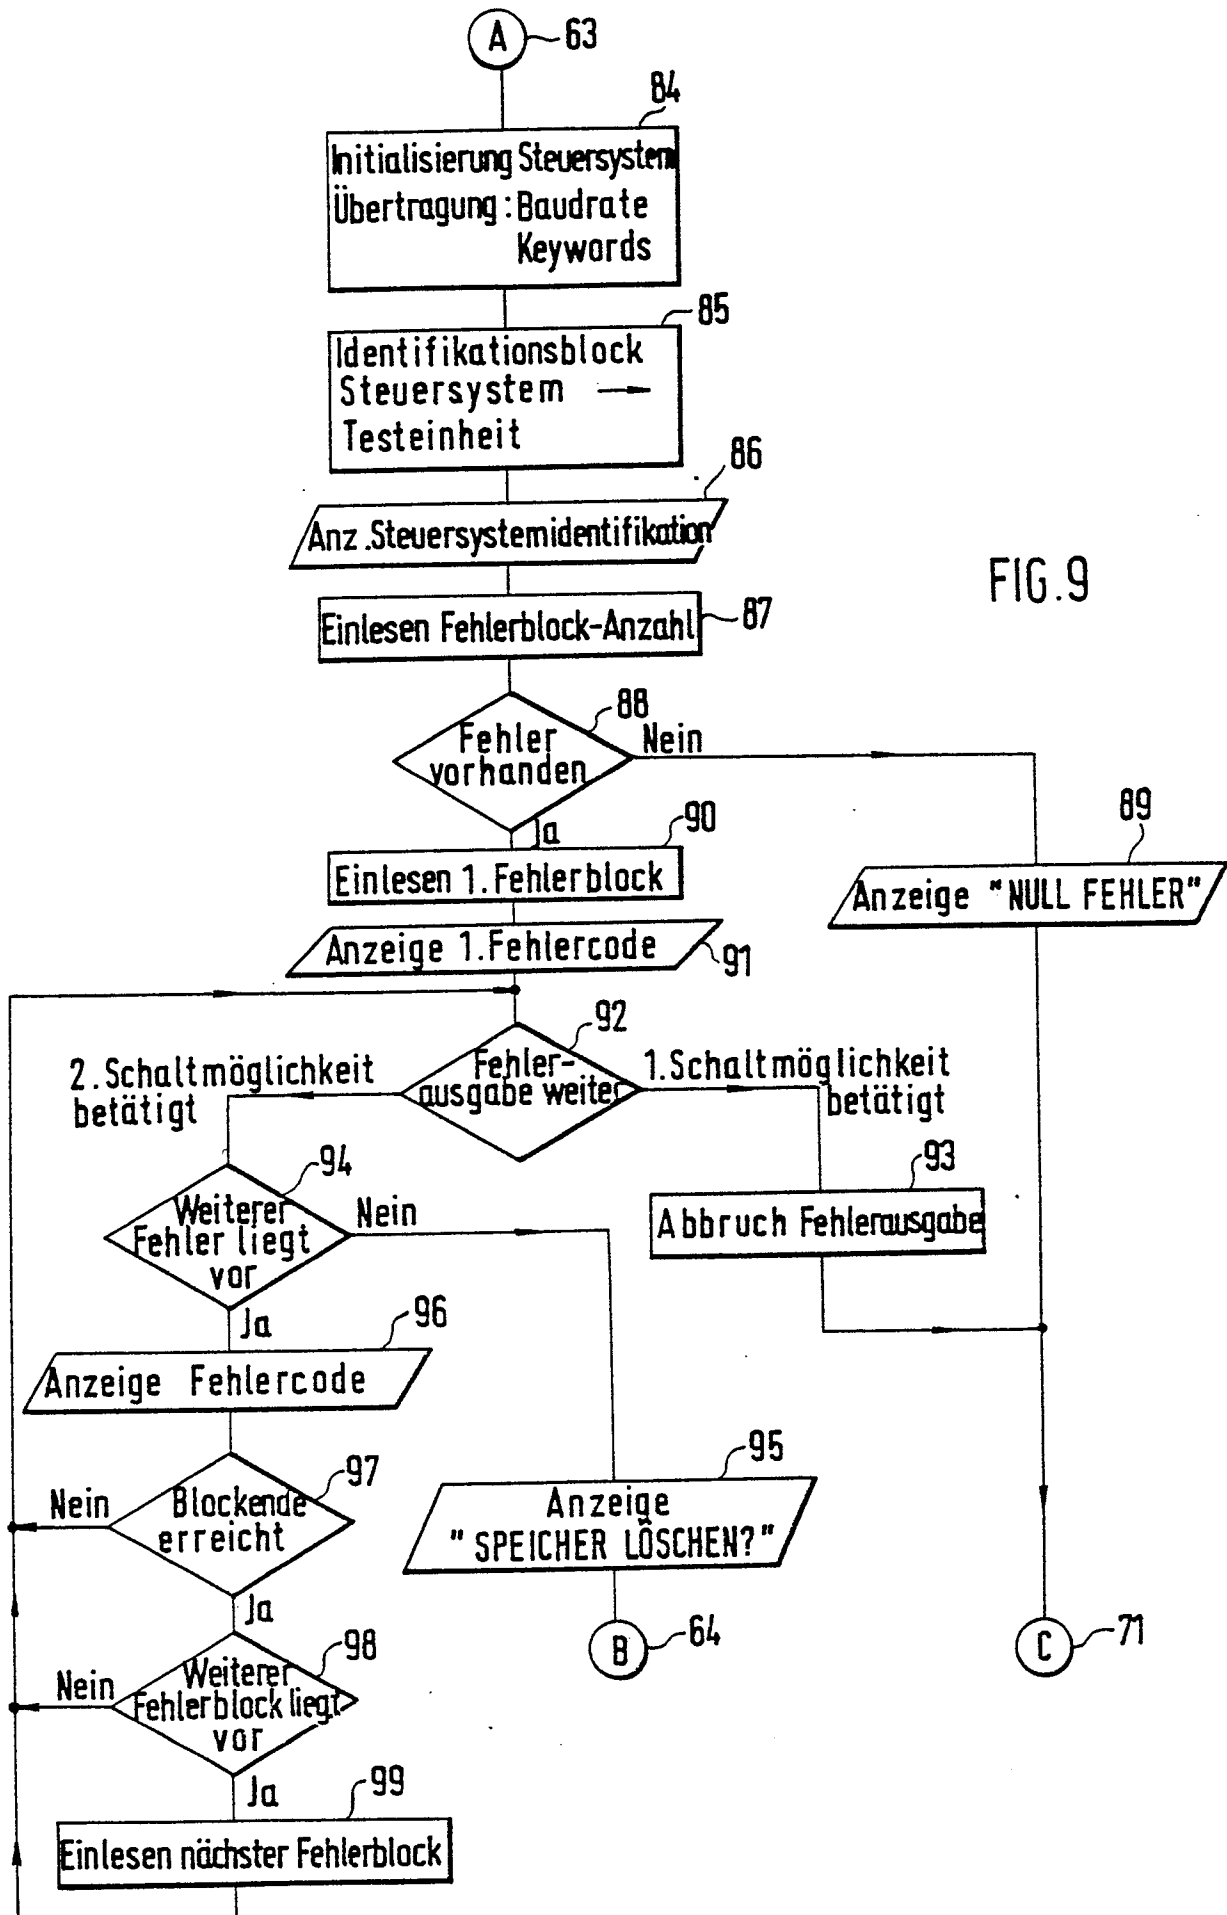 A
63
84
Initialisierung Steuersystem
Übertragung: Baudrate
Keywords
85
Identifikationsblock
Steuersystem
Testeinheit
86
Anz. Steuersystemidentifikation
FIG. 9
Einlesen Fehlerblock-Anzahl
87
88
Fehler
vorhanden
Nein
Ja
90
89
Einlesen 1. Fehlerblock
Anzeige "NULL FEHLER"
Anzeige 1. Fehlercode
91
92
2. Schaltmöglichkeit
betätigt
Fehler-
ausgabe weiter
1. Schaltmöglichkeit
betätigt
94
93
Weiterer
Fehler liegt
vor
Nein
Abbruch Fehlerausgabe
Ja
96
Anzeige Fehlercode
97
95
Nein
Blockende
erreicht
Anzeige
"SPEICHER LÖSCHEN?"
Ja
98
B
64
C
71
Nein
Weiterer
Fehlerblock liegt
vor
Ja
99
Einlesen nächster Fehlerblock